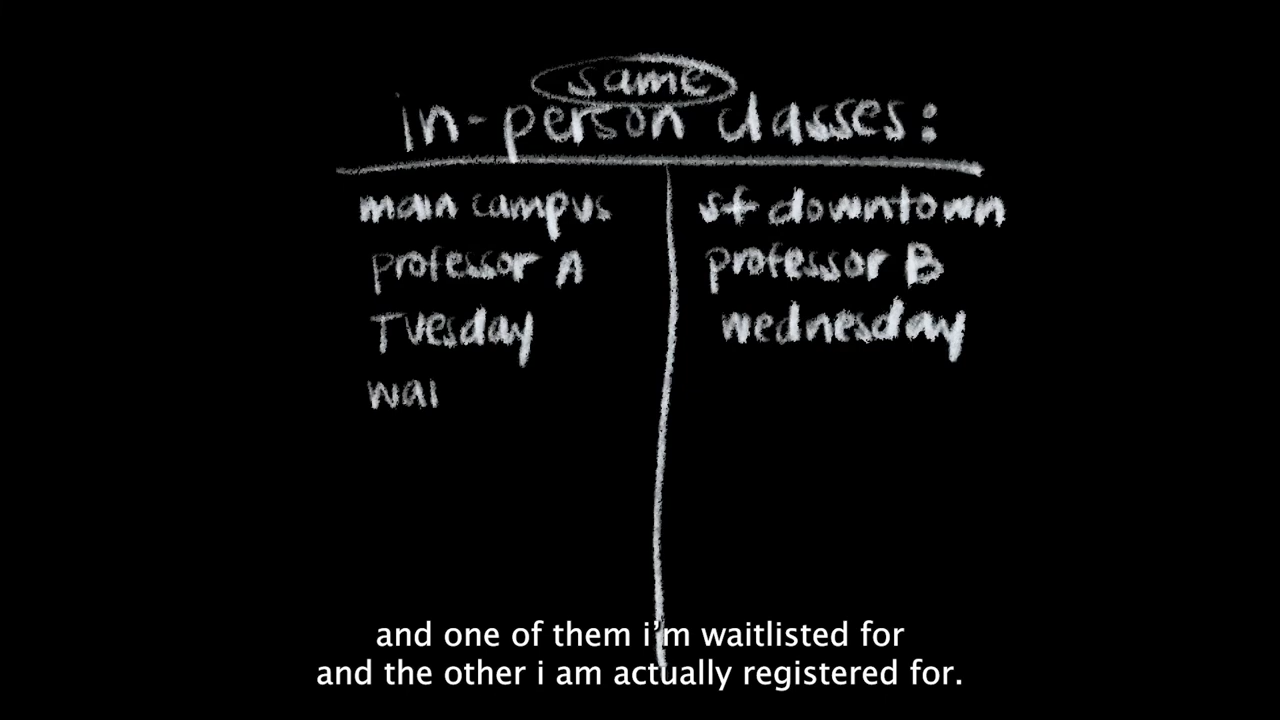 same
in-person classes:
main campus
professor A
Tuesday
wai
sf downtown
professor B
wednesday
and one of them i'm waitlisted for
and the other i am actually registered for.